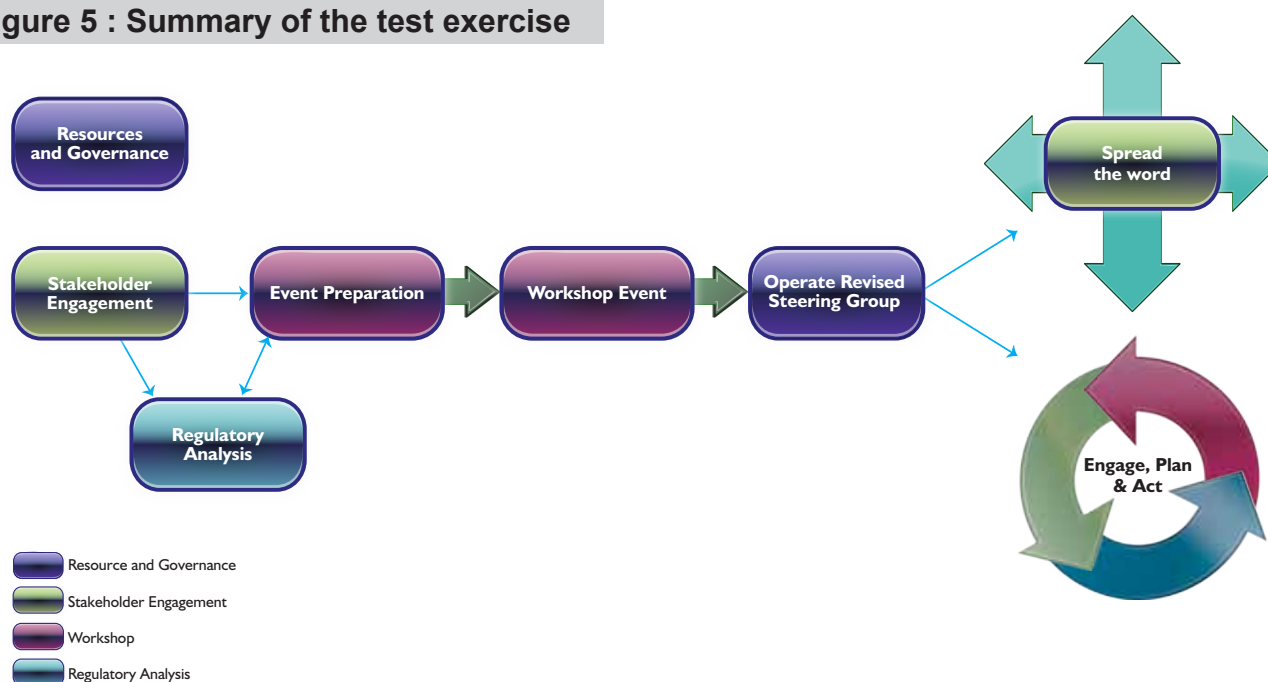 gure 5 : Summary of the test exercise
Resources
and Governance
Spread
the word
Stakeholder
Engagement
Event Preparation
Workshop Event
Operate Revised
Steering Group
Regulatory
Analysis
Engage, Plan
& Act
Resource and Governance
Stakeholder Engagement
Workshop
Regulatory Analysis